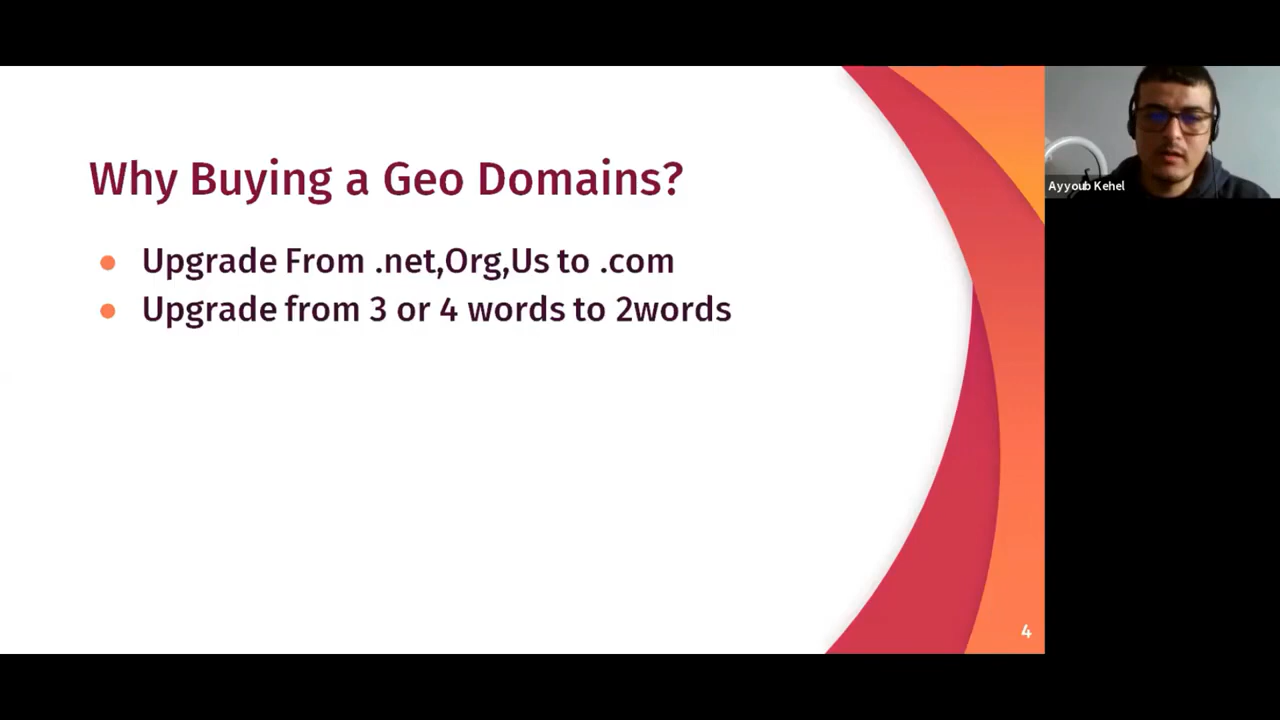 Why Buying a Geo Domains?
Upgrade From .net,Org,Us to .com
Upgrade from 3 or 4 words to 2words
Ayyoub Kehel
4